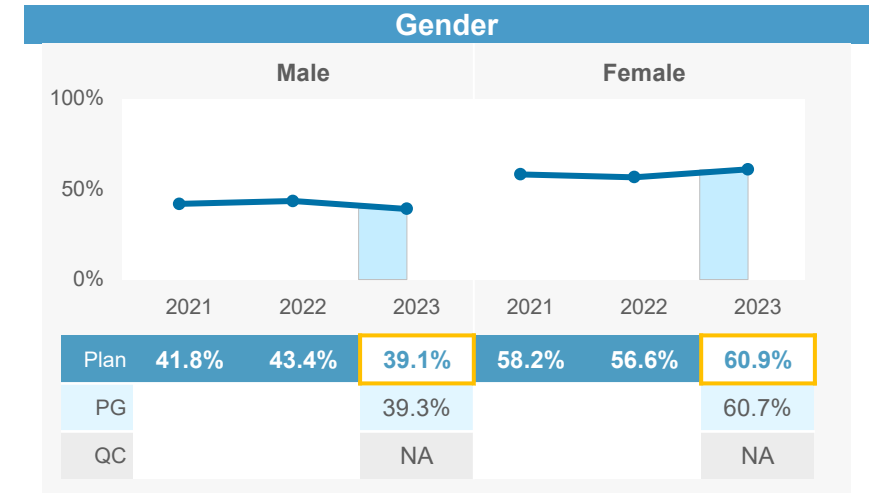 Gender
Male Female
100%
50%
0%
2021 2022 2023 2021 2022 2023
Plan 41.8% 43.4% 39.1% 58.2% 56.6% 60.9%
PG 39.3% 60.7%
QC NA NA